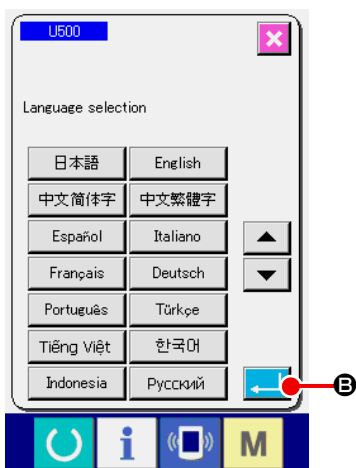 U500
Language selection
日本語 English
中文简体字 中文繁體字
Español Italiano
Français Deutsch
Português Türkçe
Tiếng Việt 한국어
Indonesia Русский
B
i M